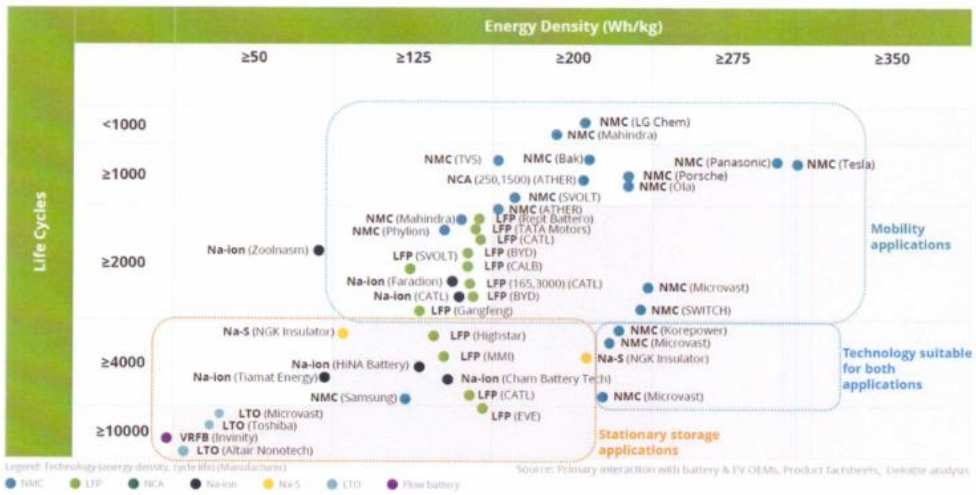 Energy Density (Wh/kg)
≥50 ≥125 ≥200 ≥275 ≥350
Life Cycles
<1000
NMC (LG Chem)
NMC (Mahindra)
≥1000
NMC (TVS)
NMC (Bak)
NMC (Panasonic)
NMC (Tesla)
NCA (250,1500) (ATHER)
NMC (Porsche)
NMC (Ola)
NMC (SVOLT)
NMC (ATHER)
NMC (Mahindra)
LFP (Rept Battero)
NMC (Phylion)
LFP (TATA Motors)
LFP (CATL)
Mobility
applications
≥2000
Na-ion (Zoolnasm)
LFP (SVOLT)
LFP (BYD)
LFP (CALB)
Na-ion (Faradion)
LFP (165,3000) (CATL)
Na-ion (CATL)
LFP (BYD)
NMC (Microvast)
LFP (Gangfeng)
NMC (SWITCH)
Na-S (NGK Insulator)
LFP (Highstar)
NMC (Korepower)
NMC (Microvast)
≥4000
LFP (MMI)
Na-S (NGK Insulator)
Technology suitable
for both
applications
Na-ion (HiNA Battery)
Na-ion (Tiamat Energy)
Na-ion (Cham Battery Tech)
NMC (Samsung)
LFP (CATL)
NMC (Microvast)
LFP (EVE)
≥10000
LTO (Microvast)
LTO (Toshiba)
VRFB (Invinity)
LTO (Altair Nonotech)
Stationary storage
applications
Legend: Technology (energy density, cycle life) (Manufacturer)
Source: Primary interaction with battery & EV OEMs, Product factsheets, Deloitte analysis
NMC LFP NCA Na-ion Na-S LTO Flow battery